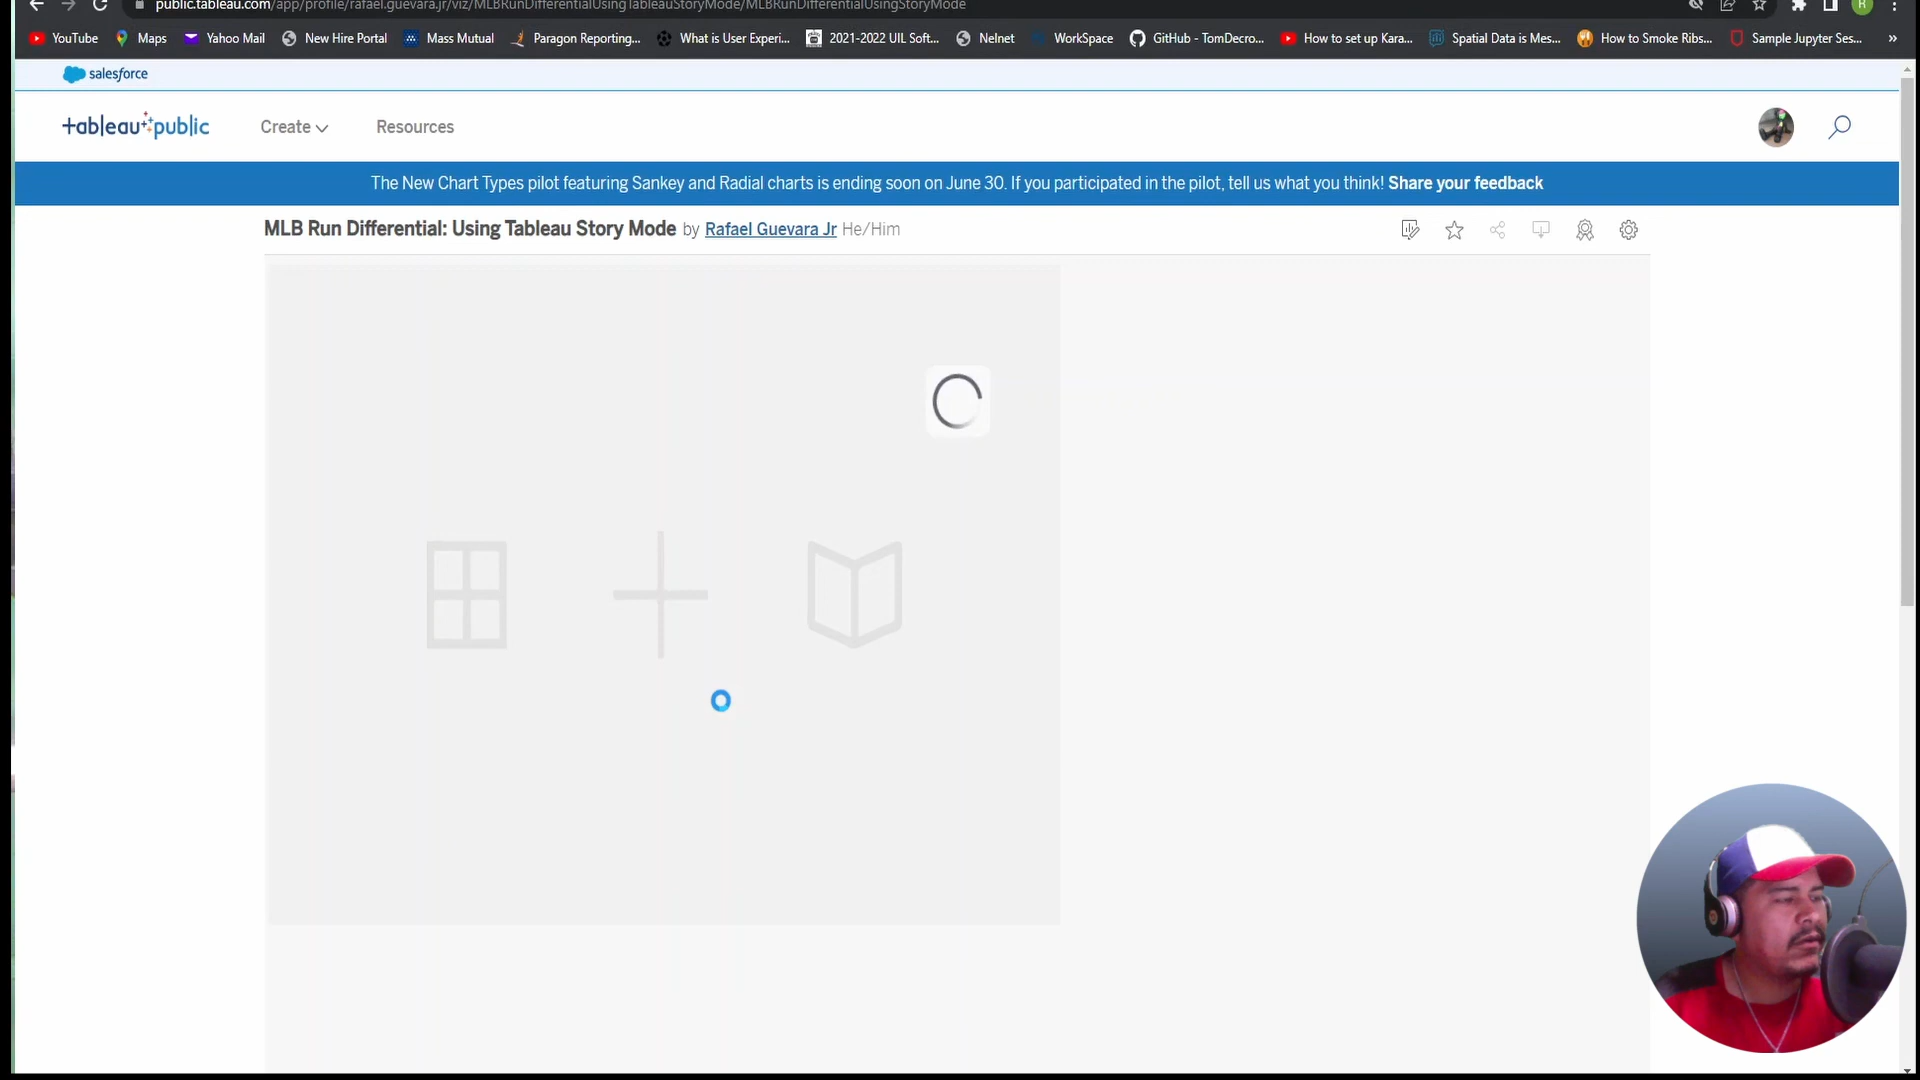 public.tableau.com/app/profile/rafael.guevara.jr/viz/MLBRunDifferentialUsingTableauStoryMode/MLBRunDifferentialUsingStoryMode
R
YouTube Maps Yahoo Mail New Hire Portal Mass Mutual Paragon Reporting... What is User Experi... 2021-2022 UIL Soft... Nelnet WorkSpace GitHub - TomDecro... How to set up Kara... Spatial Data is Mes... How to Smoke Ribs... Sample Jupyter Ses... »
salesforce
tableau public Create Resources
The New Chart Types pilot featuring Sankey and Radial charts is ending soon on June 30. If you participated in the pilot, tell us what you think! Share your feedback
MLB Run Differential: Using Tableau Story Mode by Rafael Guevara Jr He/Him